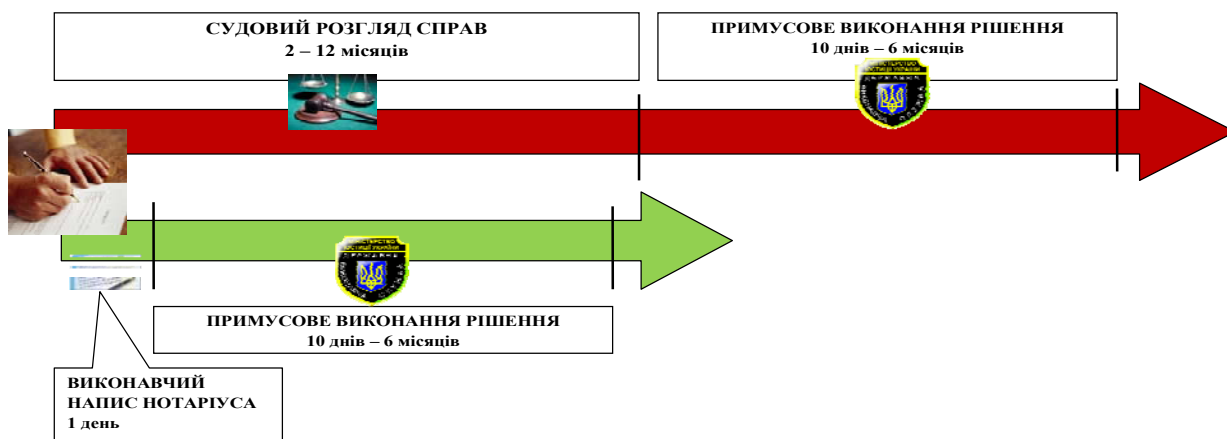 СУДОВИЙ РОЗГЛЯД СПРАВ
2 – 12 місяців
ПРИМУСОВЕ ВИКОНАННЯ РІШЕННЯ
10 днів – 6 місяців
ПРИМУСОВЕ ВИКОНАННЯ РІШЕННЯ
10 днів – 6 місяців
ВИКОНАВЧИЙ
НАПИС НОТАРІУСА
1 день